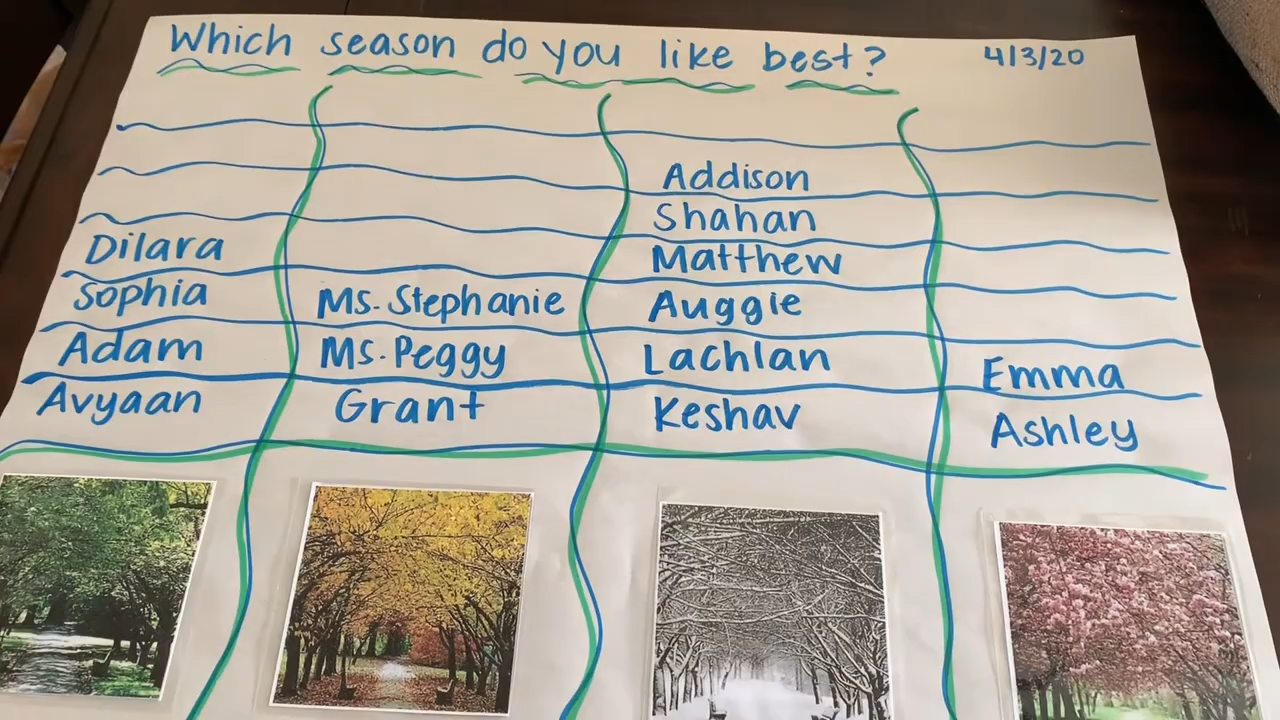 Which season do you like best? 4/3/20
Addison
Shahan
Dilara Matthew
Sophia Ms. Stephanie Auggie
Adam Ms. Peggy Lachlan Emma
Avyaan Grant Keshav Ashley